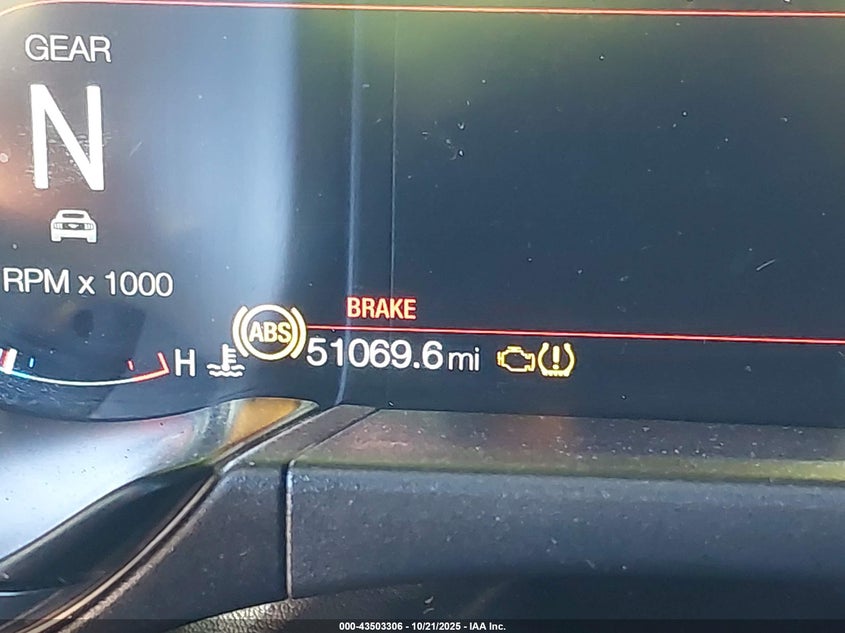 GEAR
N
RPM x 1000
BRAKE
ABS
H
51069.6 mi
000-43503306 - 10/21/2025 - IAA Inc.